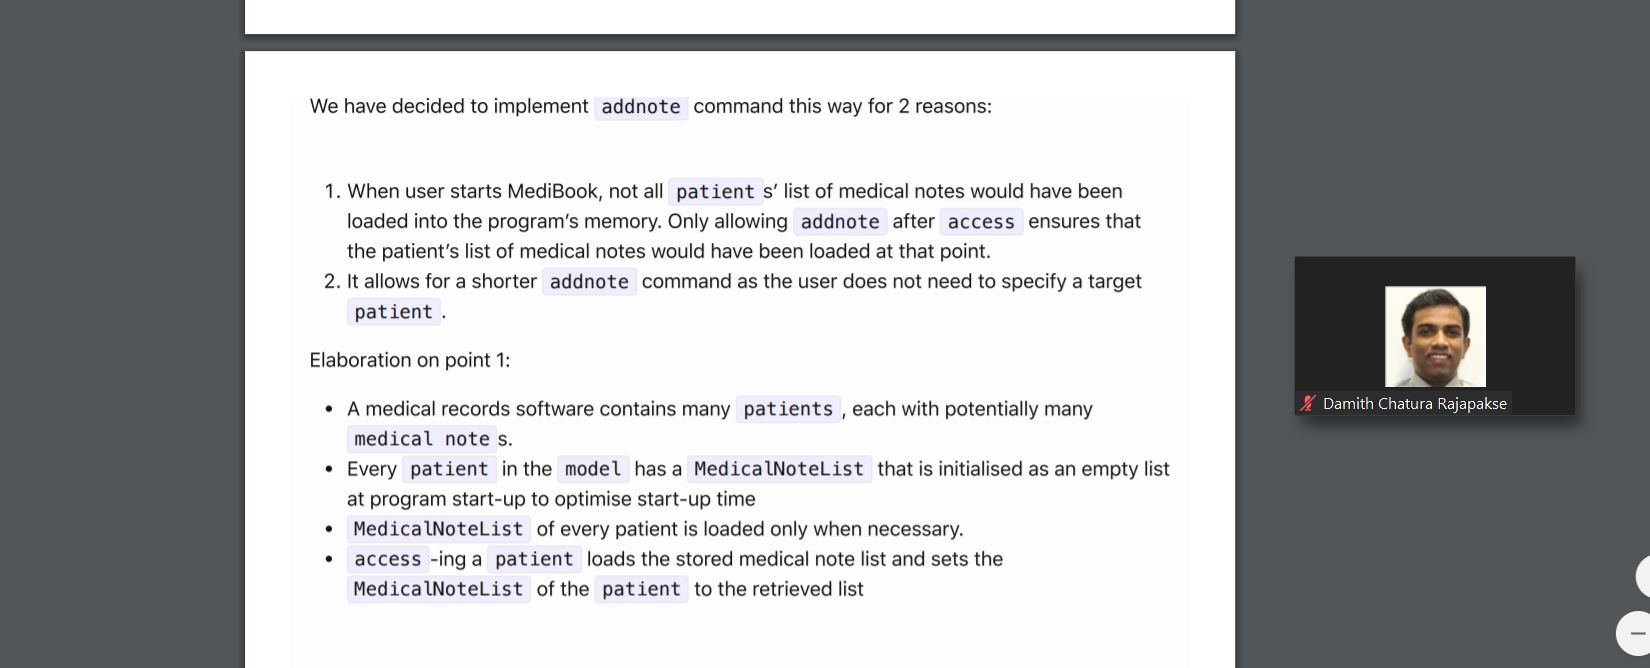 We have decided to implement addnote command this way for 2 reasons:
1. When user starts MediBook, not all patient s’ list of medical notes would have been
loaded into the program’s memory. Only allowing addnote after access ensures that
the patient’s list of medical notes would have been loaded at that point.
2. It allows for a shorter addnote command as the user does not need to specify a target
patient .
Elaboration on point 1:
• A medical records software contains many patients , each with potentially many
medical note s.
• Every patient in the model has a MedicalNoteList that is initialised as an empty list
at program start-up to optimise start-up time
• MedicalNoteList of every patient is loaded only when necessary.
• access -ing a patient loads the stored medical note list and sets the
MedicalNoteList of the patient to the retrieved list
Damith Chatura Rajapakse